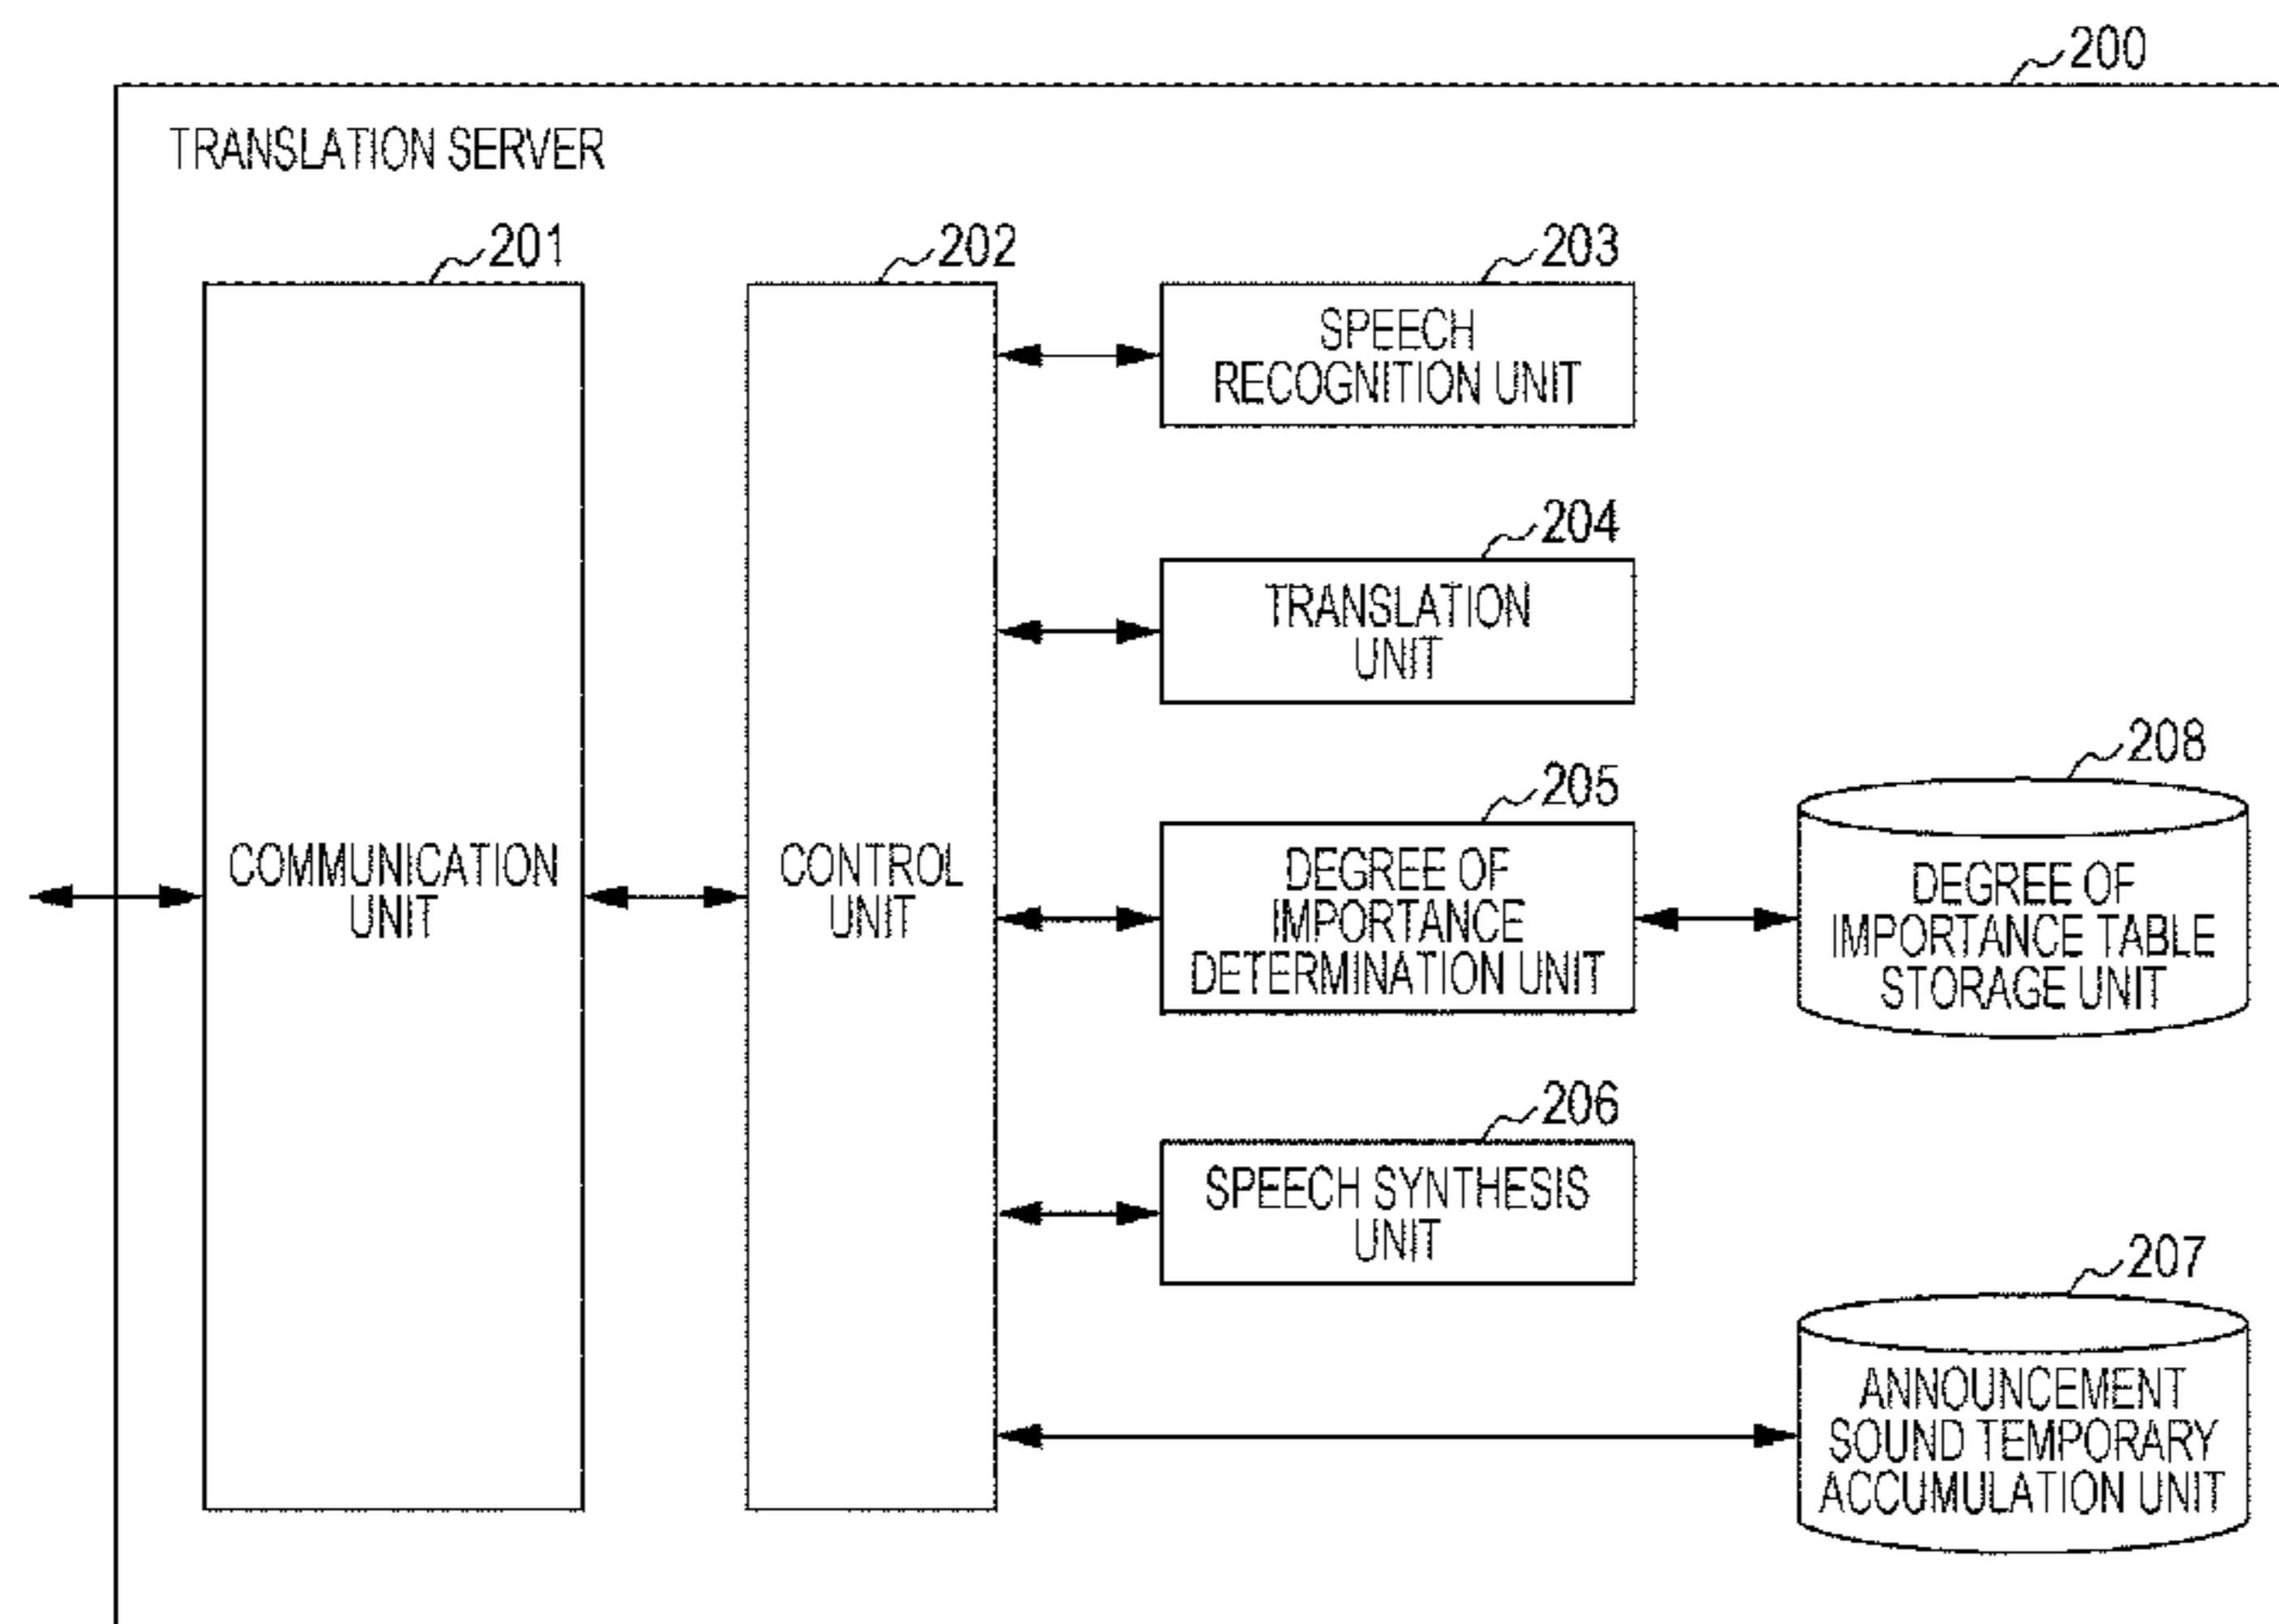 200
TRANSLATION SERVER
201
202
203
SPEECH
RECOGNITION UNIT
204
TRANSLATION
UNIT
205
208
COMMUNICATION
UNIT
CONTROL
UNIT
DEGREE OF
IMPORTANCE
DETERMINATION UNIT
DEGREE OF
IMPORTANCE TABLE
STORAGE UNIT
206
SPEECH SYNTHESIS
UNIT
207
ANNOUNCEMENT
SOUND TEMPORARY
ACCUMULATION UNIT